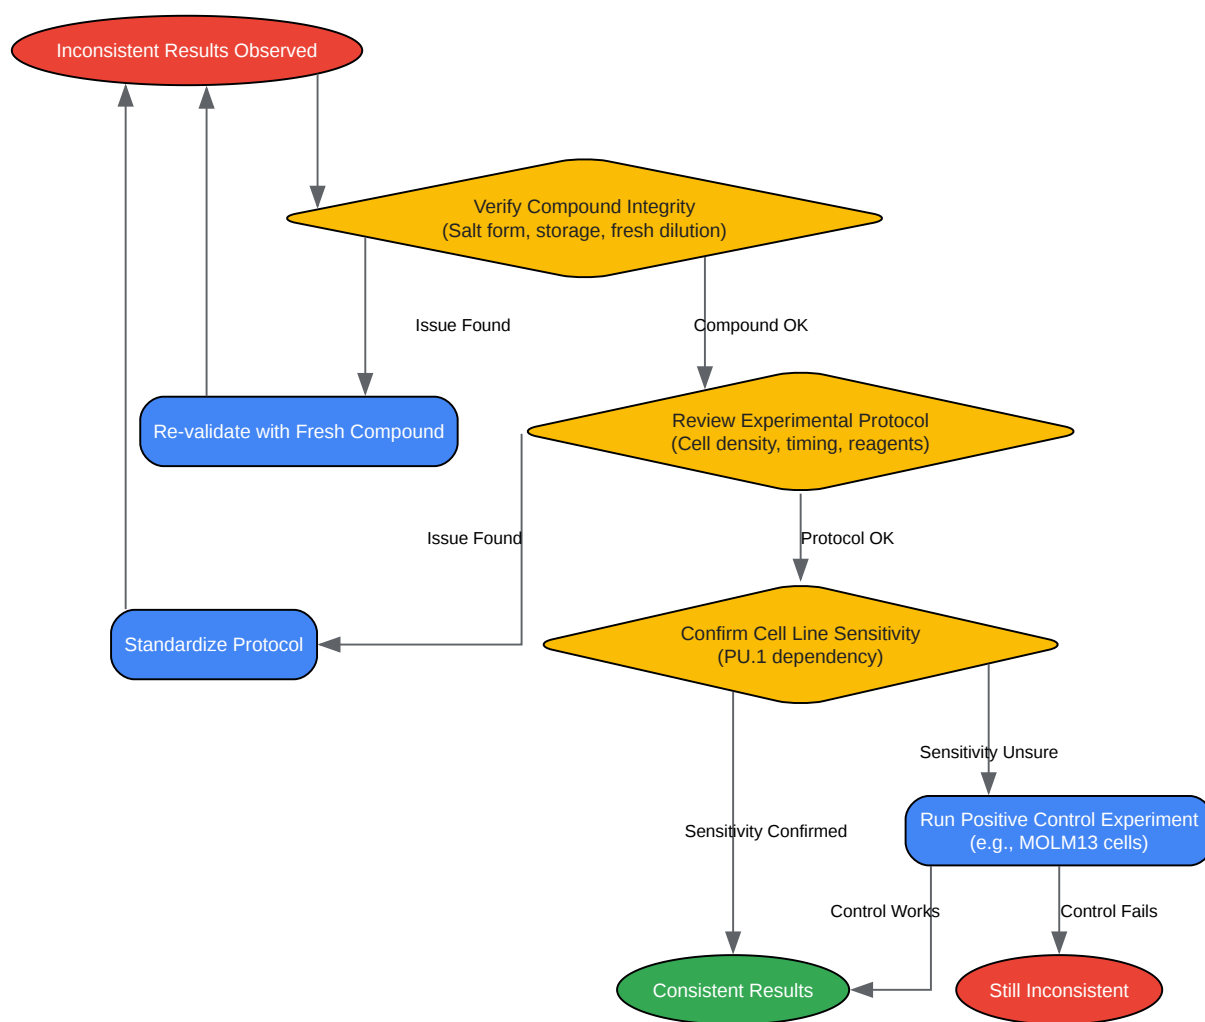 Inconsistent Results Observed
Verify Compound Integrity
(Salt form, storage, fresh dilution)
Issue Found
Compound OK
Re-validate with Fresh Compound
Review Experimental Protocol
(Cell density, timing, reagents)
Issue Found
Protocol OK
Standardize Protocol
Confirm Cell Line Sensitivity
(PU.1 dependency)
Sensitivity Unsure
Sensitivity Confirmed
Run Positive Control Experiment
(e.g., MOLM13 cells)
Control Works
Control Fails
Consistent Results
Still Inconsistent